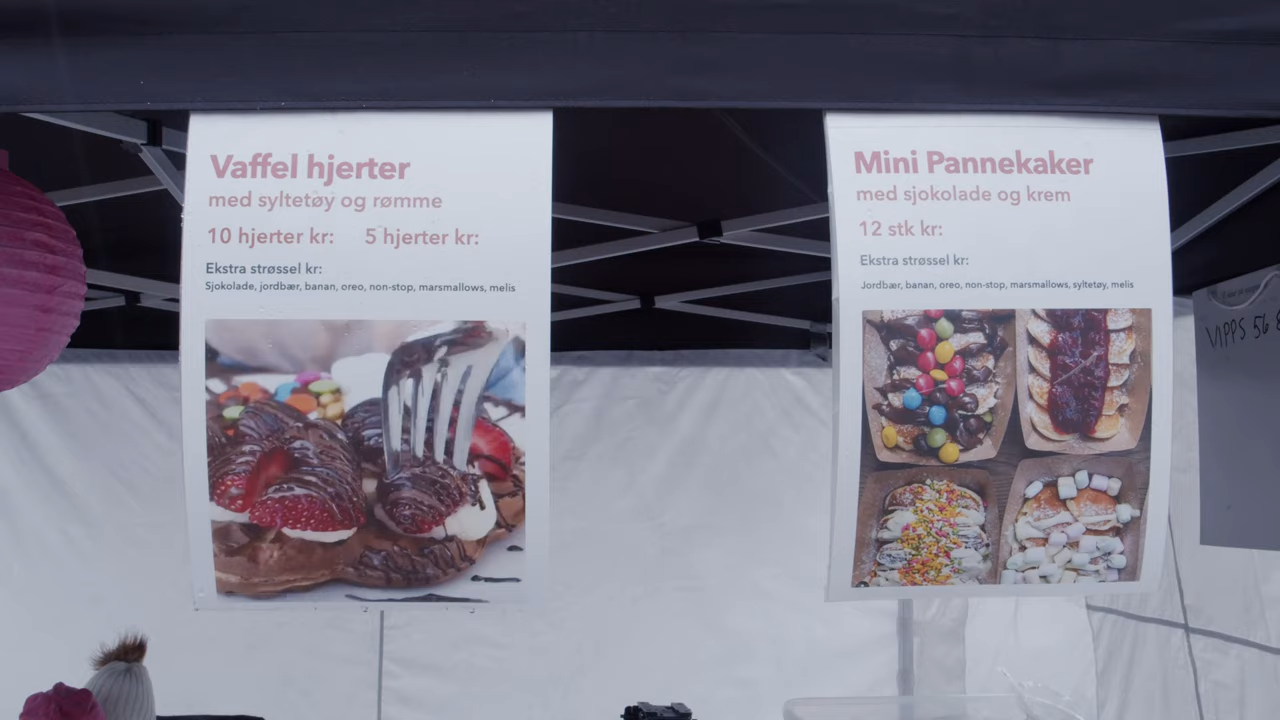 Vaffel hjerter
med syltetøy og rømme
10 hjerter kr: 5 hjerter kr:
Ekstra strøssel kr:
Sjokolade, jordbær, banan, oreo, non-stop, marsmallows, melis
Mini Pannekaker
med sjokolade og krem
12 stk kr:
Ekstra strøssel kr:
Jordbær, banan, oreo, non-stop, marsmallows, syltetøy, melis
VIPPS 56